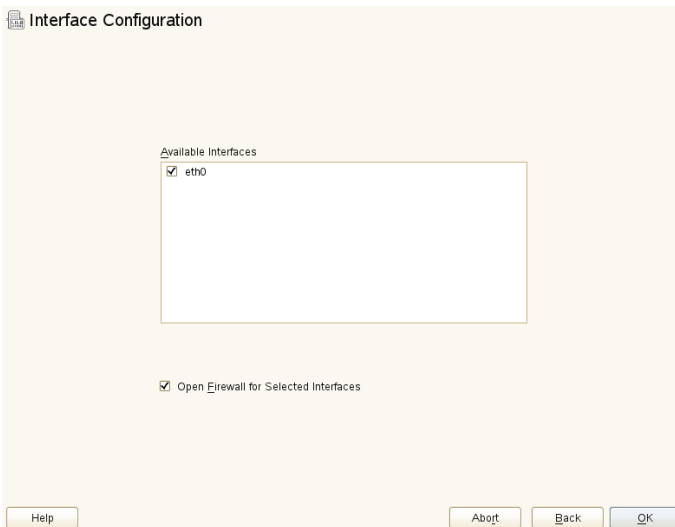 Interface Configuration
Available Interfaces
eth0
Open Firewall for Selected Interfaces
Help
Abort
Back
OK